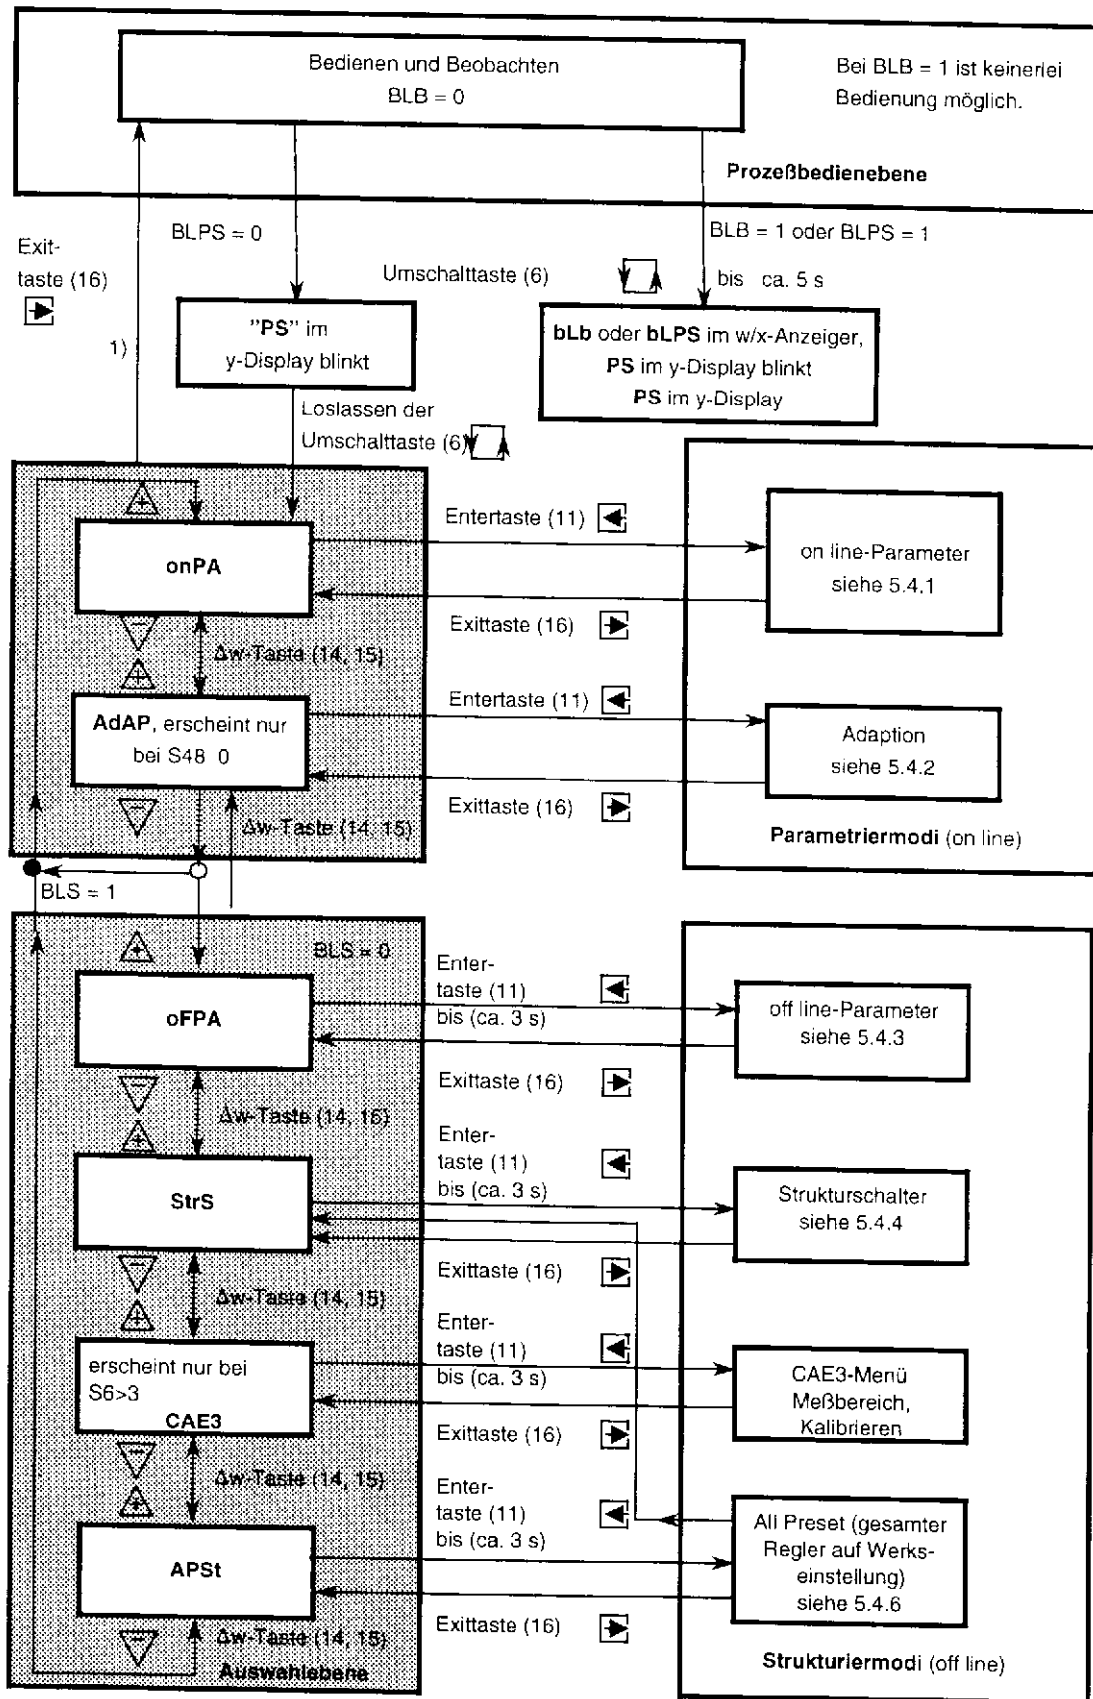 Bedienen und Beobachten
BLB = 0
Bei BLB = 1 ist keinerlei
Bedienung möglich.
Prozeßbedienebene
Exit-
taste (16)
1)
BLPS = 0
Umschalttaste (6)
BLB = 1 oder BLPS = 1
bis ca. 5 s
"PS" im
y-Display blinkt
bLb oder bLPS im w/x-Anzeiger,
PS im y-Display blinkt
PS im y-Display
Loslassen der
Umschalttaste (6)
onPA
Entertaste (11)
on line-Parameter
siehe 5.4.1
Exittaste (16)
Δw-Taste (14, 15)
AdAP, erscheint nur
bei S48 0
Entertaste (11)
Adaption
siehe 5.4.2
Exittaste (16)
Δw-Taste (14, 15)
Parametriermodi (on line)
BLS = 1
BLS = 0
oFPA
Enter-
taste (11)
bis (ca. 3 s)
off line-Parameter
siehe 5.4.3
Exittaste (16)
Δw-Taste (14, 15)
StrS
Enter-
taste (11)
bis (ca. 3 s)
Strukturschalter
siehe 5.4.4
Exittaste (16)
Δw-Taste (14, 15)
erscheint nur bei
S6>3
CAE3
Enter-
taste (11)
bis (ca. 3 s)
CAE3-Menü
Meßbereich,
Kalibrieren
Exittaste (16)
Δw-Taste (14, 15)
APSt
Enter-
taste (11)
bis (ca. 3 s)
All Preset (gesamter
Regler auf Werks-
einstellung)
siehe 5.4.6
Exittaste (16)
Δw-Taste (14, 15)
Auswahlebene
Strukturiermodi (off line)